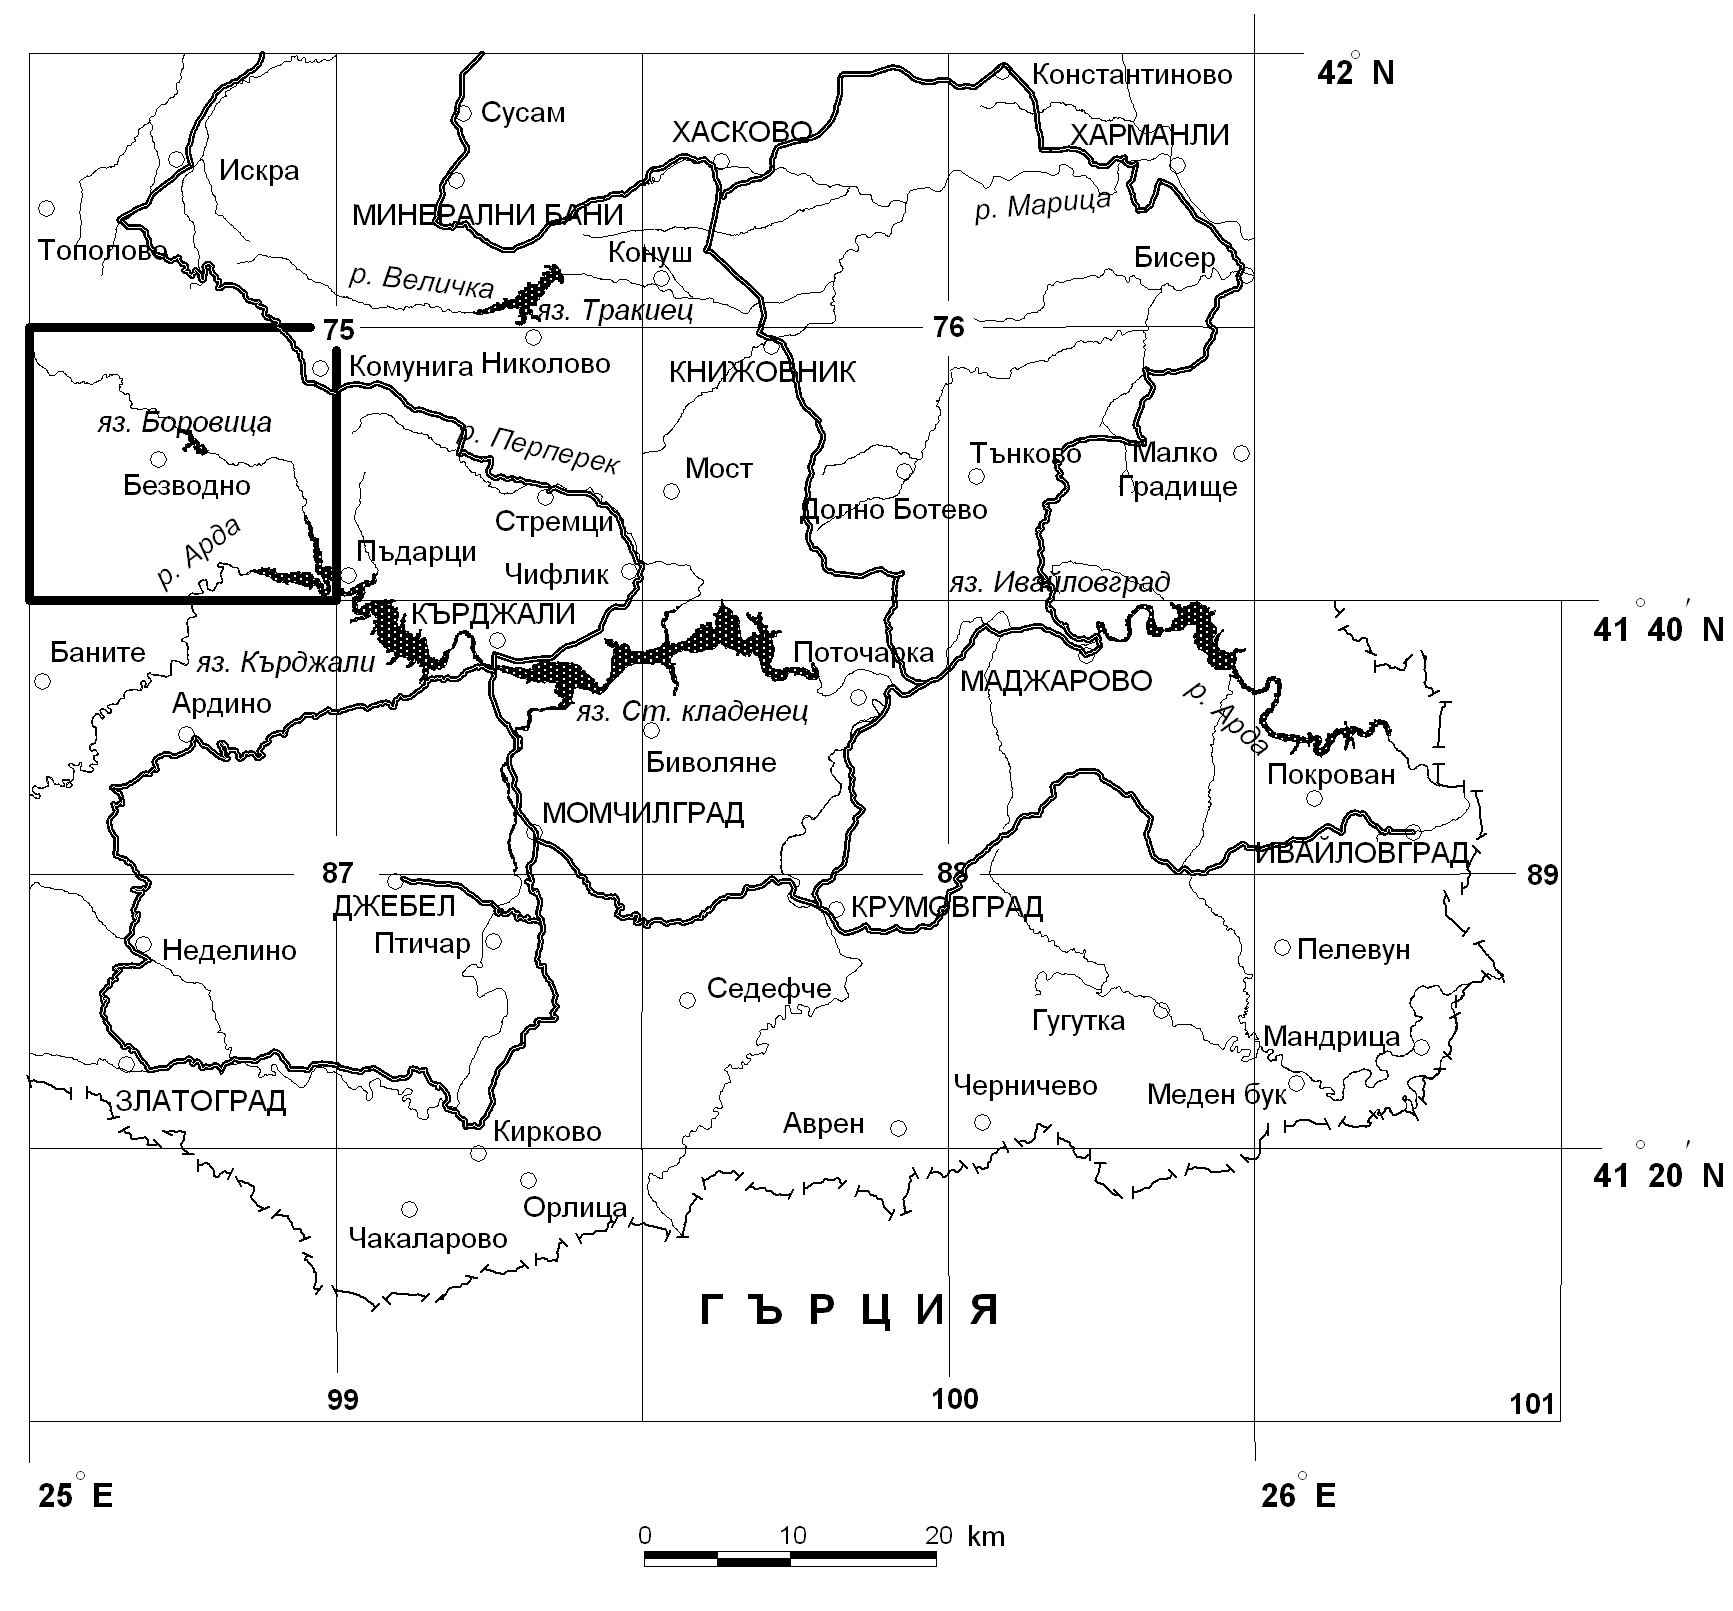 42° N
Константиново
Сусам
ХАСКОВО
ХАРМАНЛИ
Искра
р. Марица
МИНЕРАЛНИ БАНИ
Тополово
Конуш
Бисер
р. Величка
яз. Тракиец
75
76
Комунига
Николово
КНИЖОВНИК
яз. Боровица
р. Перперек
Тънково
Малко
Градище
Мост
Безводно
Долно Ботево
Стремци
р. Арда
Пъдарци
Чифлик
яз. Ивайловград
КЪРДЖАЛИ
41° 40′ N
Баните
яз. Кърджали
Поточарка
МАДЖАРОВО
Ардино
яз. Ст. кладенец
р. Арда
Биволяне
Покрован
МОМЧИЛГРАД
ИВАЙЛОВГРАД
87
88
89
ДЖЕБЕЛ
КРУМОВГРАД
Птичар
Неделино
Пелевун
Седефче
Гугутка
Мандрица
Черничево
Меден бук
ЗЛАТОГРАД
Аврен
Кирково
41° 20′ N
Орлица
Чакаларово
ГЪРЦИЯ
99
100
101
25° E
26° E
0 10 20 km